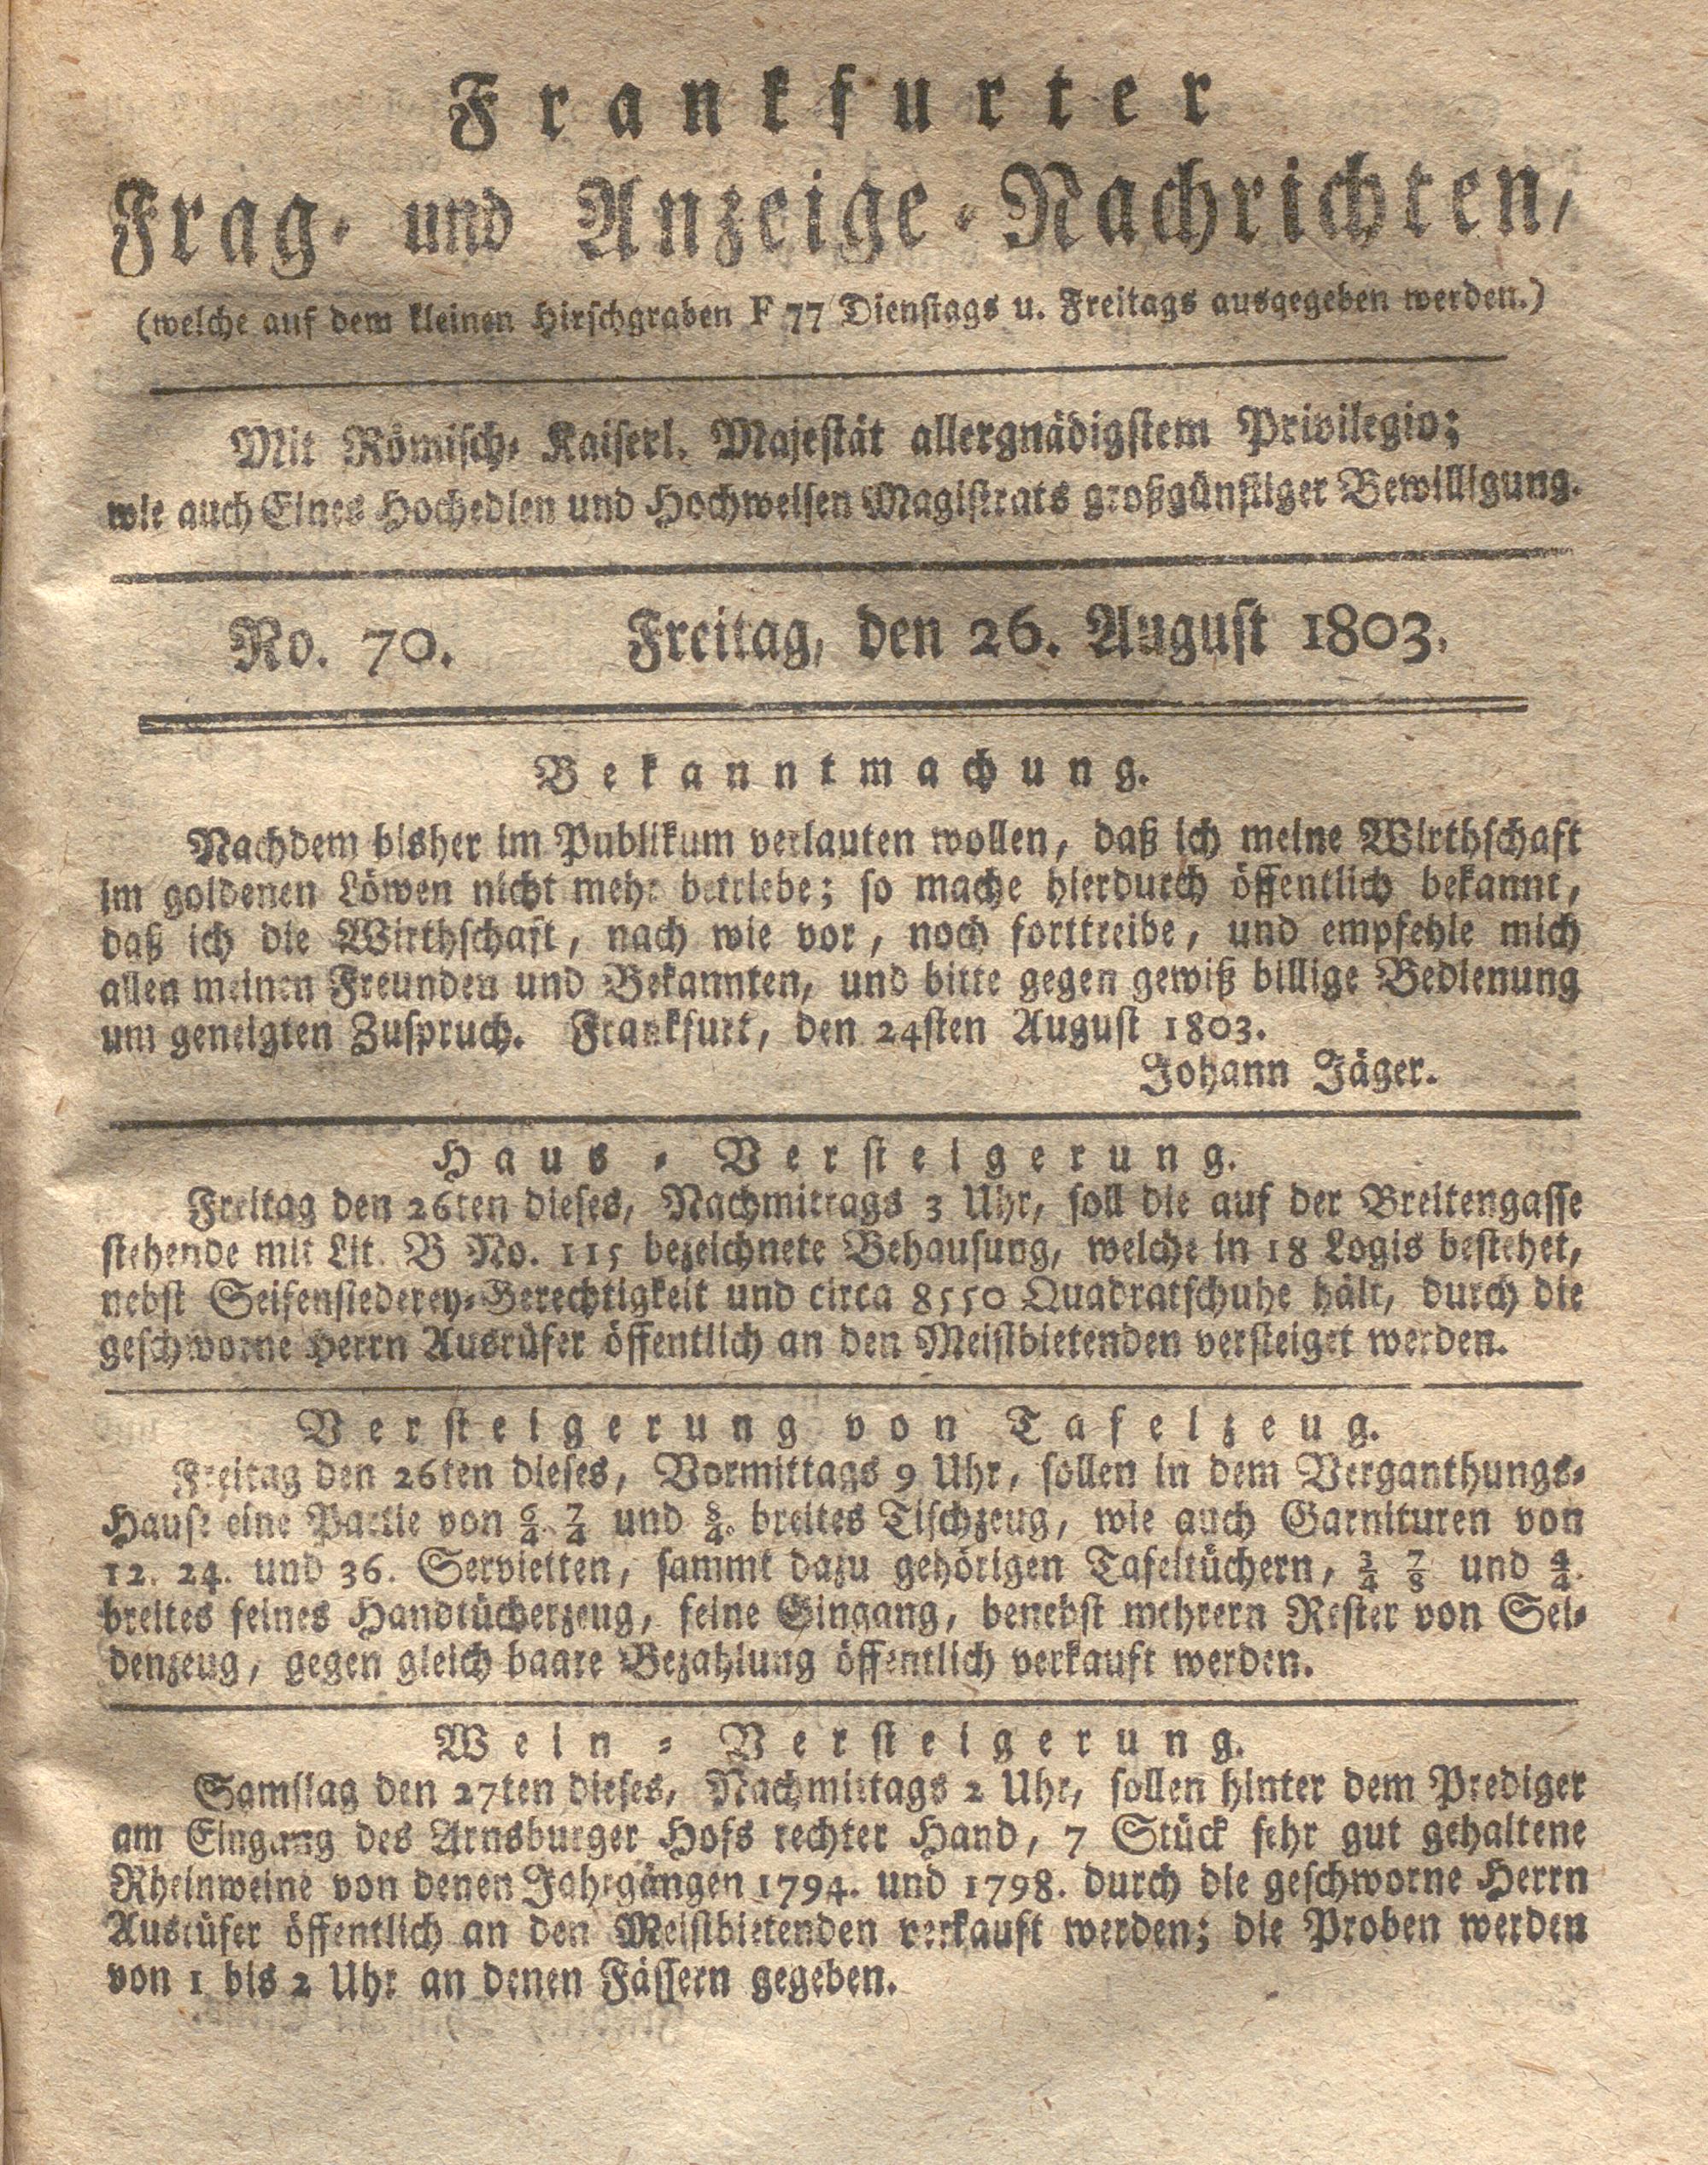 Frankfurter
Frag- und Anzeige-Nachrichten,
(welche auf dem kleinen Hirschgraben F 77 Dienstags u. Freitags ausgegeben werden.)
Mit Römisch- Kaiserl. Majestät allergnädigstem Privilegio;
wie auch Eines Hochedlen und Hochweisen Magistrats großgünstiger Bewilligung.
No. 70. Freitag, den 26. August 1803.
Bekanntmachung.
Nachdem bisher im Publikum verlauten wollen, daß ich meine Wirthschaft
im goldenen Löwen nicht mehr betriebe; so mache hierdurch öffentlich bekannt,
daß ich die Wirthschaft, nach wie vor, noch forttreibe, und empfehle mich
allen meinen Freunden und Bekannten, und bitte gegen gewiß billige Bedienung
um geneigten Zuspruch. Frankfurt, den 24sten August 1803.
Johann Jäger.
Haus-Versteigerung.
Freitag den 26ten dieses, Nachmittags 3 Uhr, soll die auf der Breitengasse
stehende mit Lit. B No. 115 bezeichnete Behausung, welche in 18 Logis bestehet,
nebst Seifensiederey-Gerechtigkeit und circa 8550 Quadratschuhe hält, durch die
geschworne Herrn Ausrüfer öffentlich an den Meistbietenden versteiget werden.
Versteigerung von Tafelzeug.
Freitag den 26ten dieses, Vormittags 9 Uhr, sollen in dem Verganthungs-
Hause eine Partie von 6/4. 7/4 und 8/4. breites Tischzeug, wie auch Garnituren von
12. 24. und 36. Servietten, sammt dazu gehörigen Tafeltüchern, 3/4 7/8 und 4/4.
breites feines Handtücherzeug, feine Gingang, benebst mehrern Rester von Sei-
denzeug, gegen gleich baare Bezahlung öffentlich verkauft werden.
Wein-Versteigerung.
Samstag den 27ten dieses, Nachmittags 2 Uhr, sollen hinter dem Prediger
am Eingang des Arnsburger Hofs rechter Hand, 7 Stück sehr gut gehaltene
Rheinweine von denen Jahrgängen 1794. und 1798. durch die geschworne Herrn
Ausrüfer öffentlich an den Meistbietenden verkauft werden; die Proben werden
von 1 bis 2 Uhr an denen Fässern gegeben.